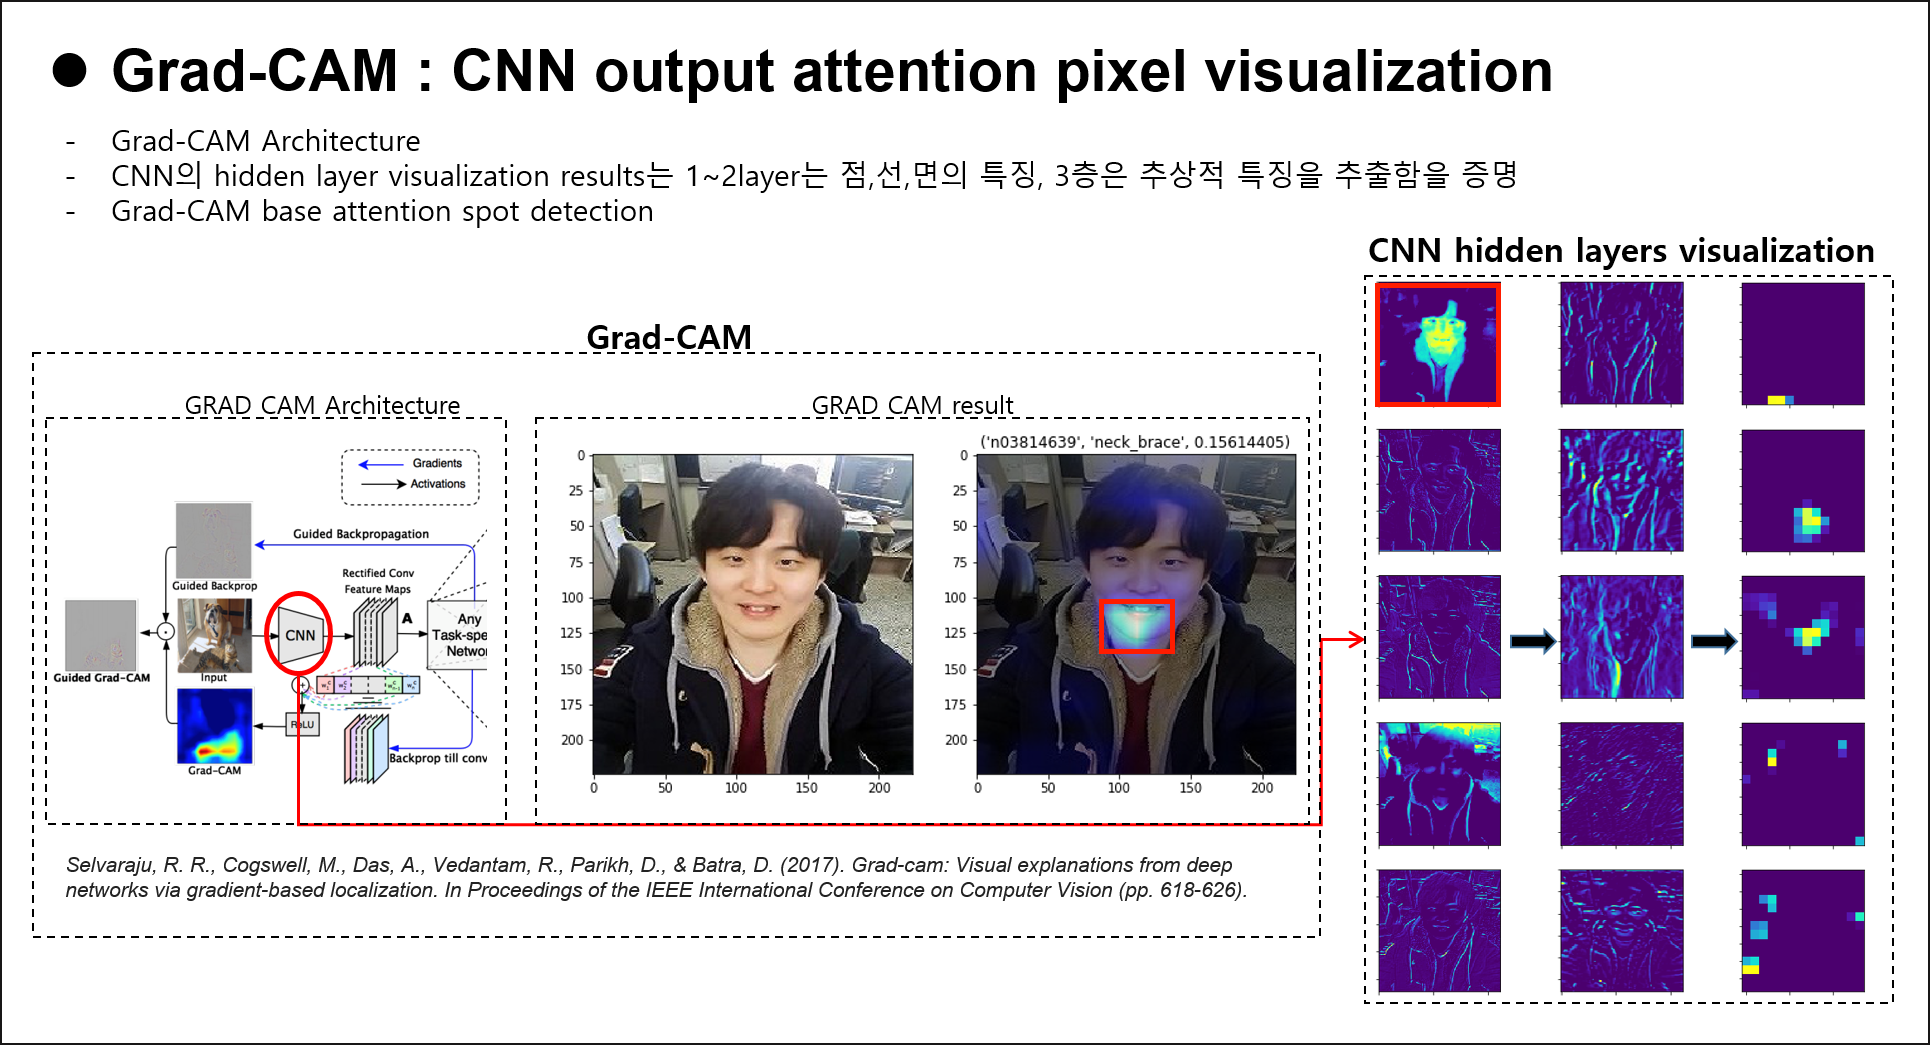 ● Grad-CAM : CNN output attention pixel visualization
- Grad-CAM Architecture
- CNN의 hidden layer visualization results는 1~2layer는 점,선,면의 특징, 3층은 추상적 특징을 추출함을 증명
- Grad-CAM base attention spot detection
CNN hidden layers visualization
Grad-CAM
GRAD CAM Architecture
Gradients
Activations
Guided Backpropagation
Guided Backprop
Rectified Conv
Feature Maps
A
Any
Task-spe
Netwo
CNN
Input
Guided Grad-CAM
+
ReLU
Grad-CAM
Backprop till conv
GRAD CAM result
0
25
50
75
100
125
150
175
200
0 50 100 150 200
('n03814639', 'neck_brace', 0.15614405)
0
25
50
75
100
125
150
175
200
0 50 100 150 200
Selvaraju, R. R., Cogswell, M., Das, A., Vedantam, R., Parikh, D., & Batra, D. (2017). Grad-cam: Visual explanations from deep
networks via gradient-based localization. In Proceedings of the IEEE International Conference on Computer Vision (pp. 618-626).